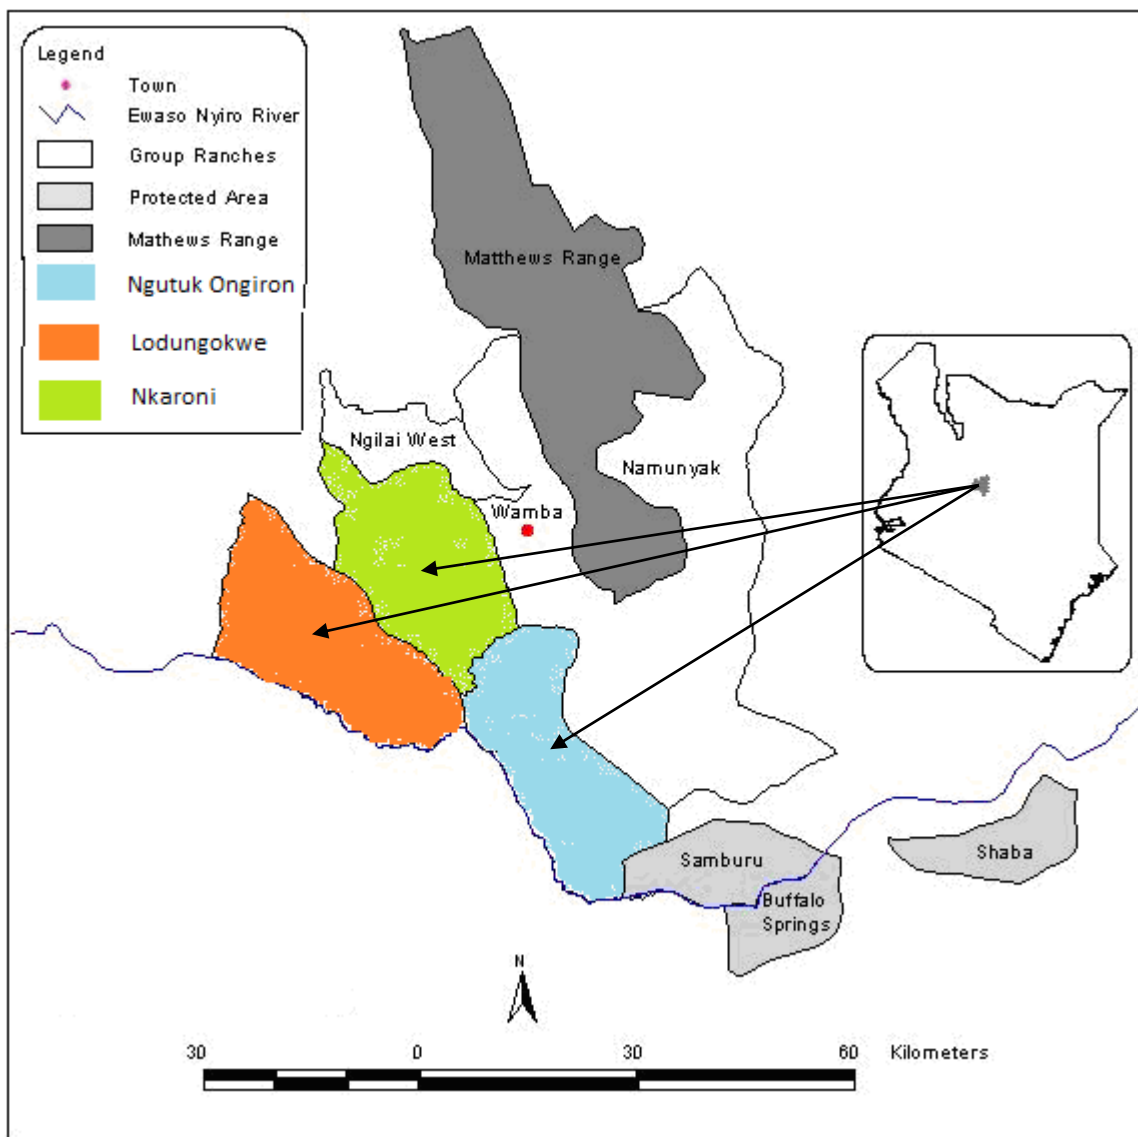 Legend
Town
Ewaso Nyiro River
Group Ranches
Protected Area
Mathews Range
Ngutuk Ongiron
Lodungokwe
Nkaroni
Matthews Range
Ngilai West
Namunyak
Wamba
Samburu
Shaba
Buffalo
Springs
N
30 0 30 60 Kilometers